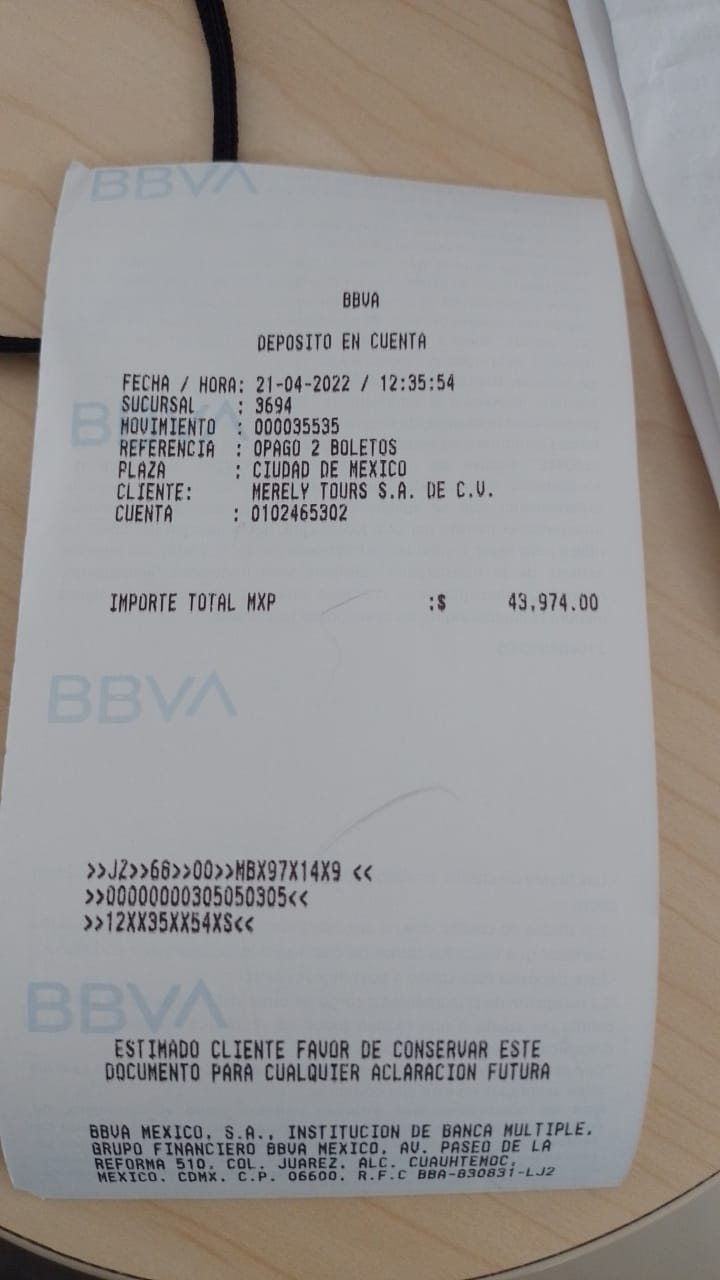 BBVA
BBVA
DEPOSITO EN CUENTA
FECHA / HORA: 21-04-2022 / 12:35:54
SUCURSAL : 3694
MOVIMIENTO : 000035535
REFERENCIA : 0PAGO 2 BOLETOS
PLAZA : CIUDAD DE MEXICO
CLIENTE: MERELY TOURS S.A. DE C.V.
CUENTA : 0102465302
BBVA
IMPORTE TOTAL MXP :$ 43,974.00
BBVA
>>J2>>66>>00>>MBX97X14X9 <<
>>00000000305050305<<
>>12XX35XX54XS<<
BBVA
ESTIMADO CLIENTE FAVOR DE CONSERVAR ESTE
DOCUMENTO PARA CUALQUIER ACLARACION FUTURA
BBVA MEXICO, S.A., INSTITUCION DE BANCA MULTIPLE,
GRUPO FINANCIERO BBVA MEXICO, AV. PASEO DE LA
REFORMA 510, COL. JUAREZ, ALC. CUAUHTEMOC,
MEXICO. CDMX. C.P. 06600. R.F.C BBA-830831-LJ2